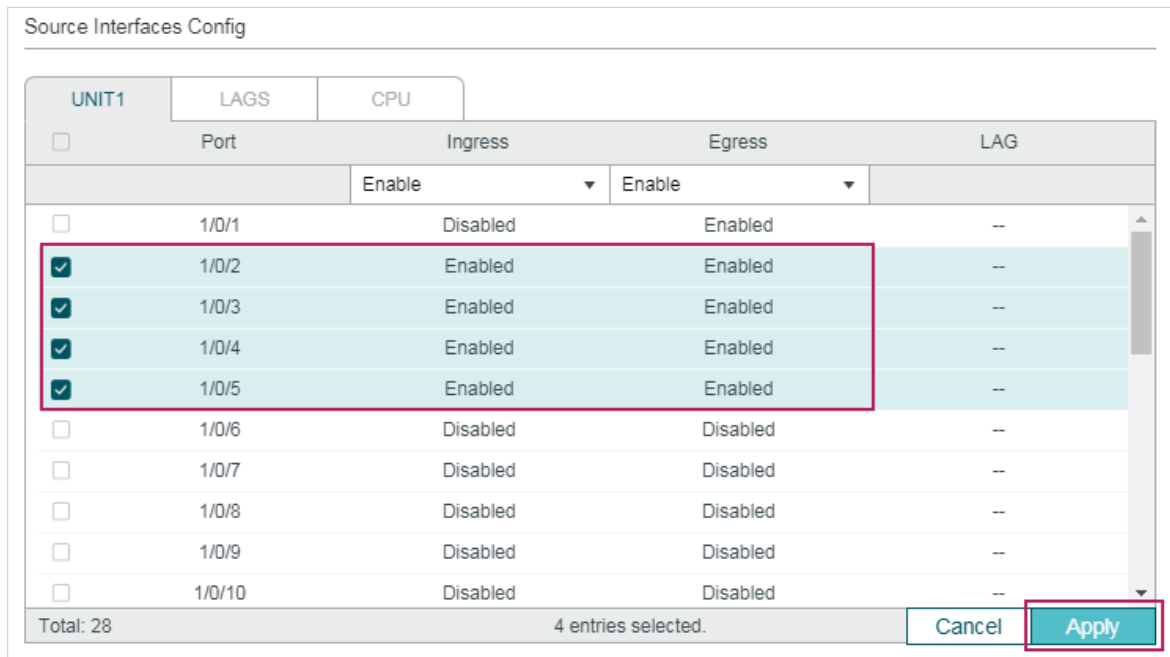 Source Interfaces Config
UNIT1 LAGS CPU
Port Ingress Egress LAG
Enable Enable
1/0/1 Disabled Enabled --
1/0/2 Enabled Enabled --
1/0/3 Enabled Enabled --
1/0/4 Enabled Enabled --
1/0/5 Enabled Enabled --
1/0/6 Disabled Disabled --
1/0/7 Disabled Disabled --
1/0/8 Disabled Disabled --
1/0/9 Disabled Disabled --
1/0/10 Disabled Disabled --
Total: 28 4 entries selected. Cancel Apply